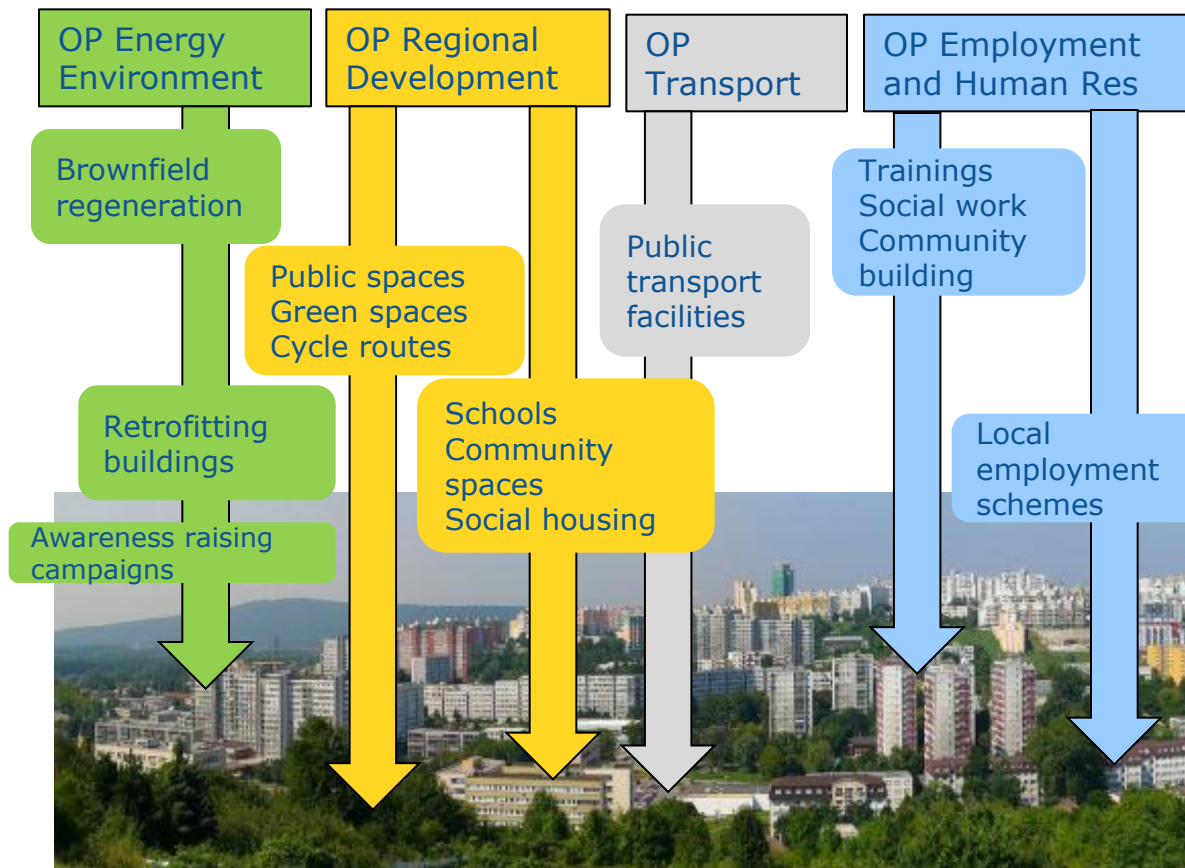 OP Energy
Environment
OP Regional
Development
OP
Transport
OP Employment
and Human Res
Brownfield
regeneration
Public spaces
Green spaces
Cycle routes
Public
transport
facilities
Trainings
Social work
Community
building
Retrofitting
buildings
Schools
Community
spaces
Social housing
Local
employment
schemes
Awareness raising
campaigns